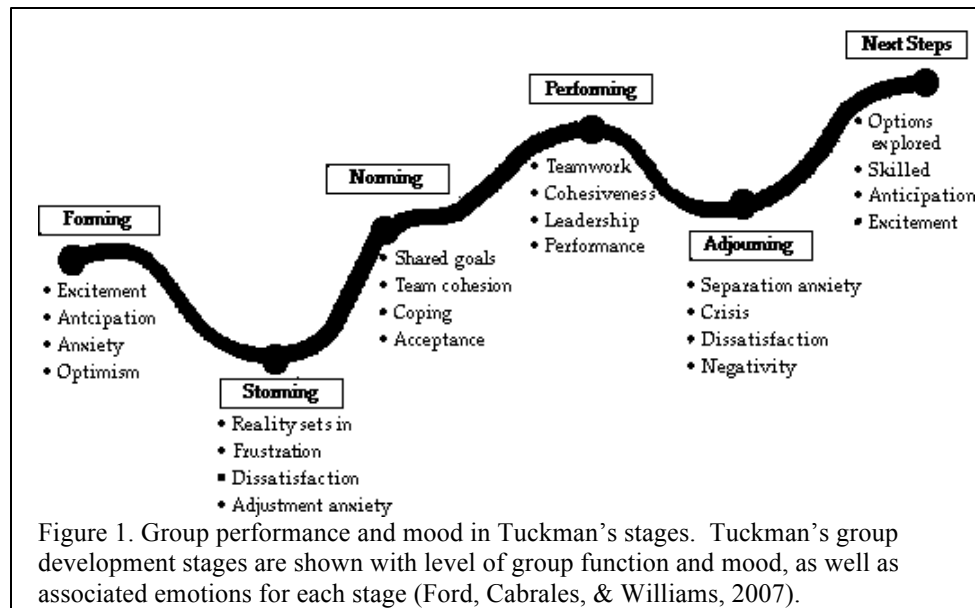 Forming
• Excitement
• Antcipation
• Anxiety
• Optimism
Storming
• Reality sets in
• Frustration
▪ Dissatisfaction
• Adjustment anxiety
Norming
• Shared goals
• Team cohesion
• Coping
• Acceptance
Performing
• Teamwork
• Cohesiveness
• Leadership
• Performance
Adjourning
• Separation anxiety
• Crisis
• Dissatisfaction
• Negativity
Next Steps
• Options
explored
• Skilled
• Anticipation
• Excitement
Figure 1. Group performance and mood in Tuckman’s stages. Tuckman’s group
development stages are shown with level of group function and mood, as well as
associated emotions for each stage (Ford, Cabrales, & Williams, 2007).